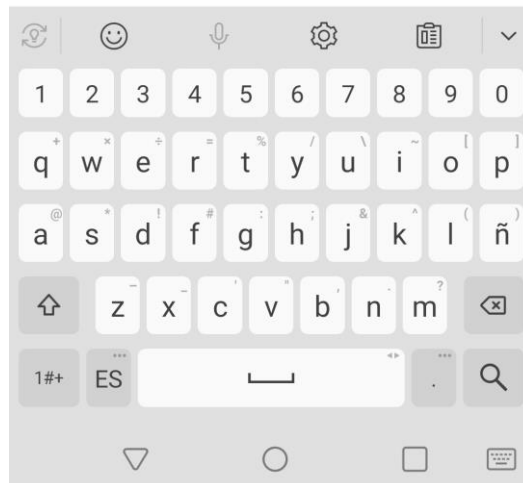 1 2 3 4 5 6 7 8 9 0
+ × ÷ = % / \ ~ [ ]
q w e r t y u i o p
@ * ! # : ; & ^ ( )
a s d f g h j k l ñ
- _ ' " , . ?
z x c v b n m
1#+ ES .